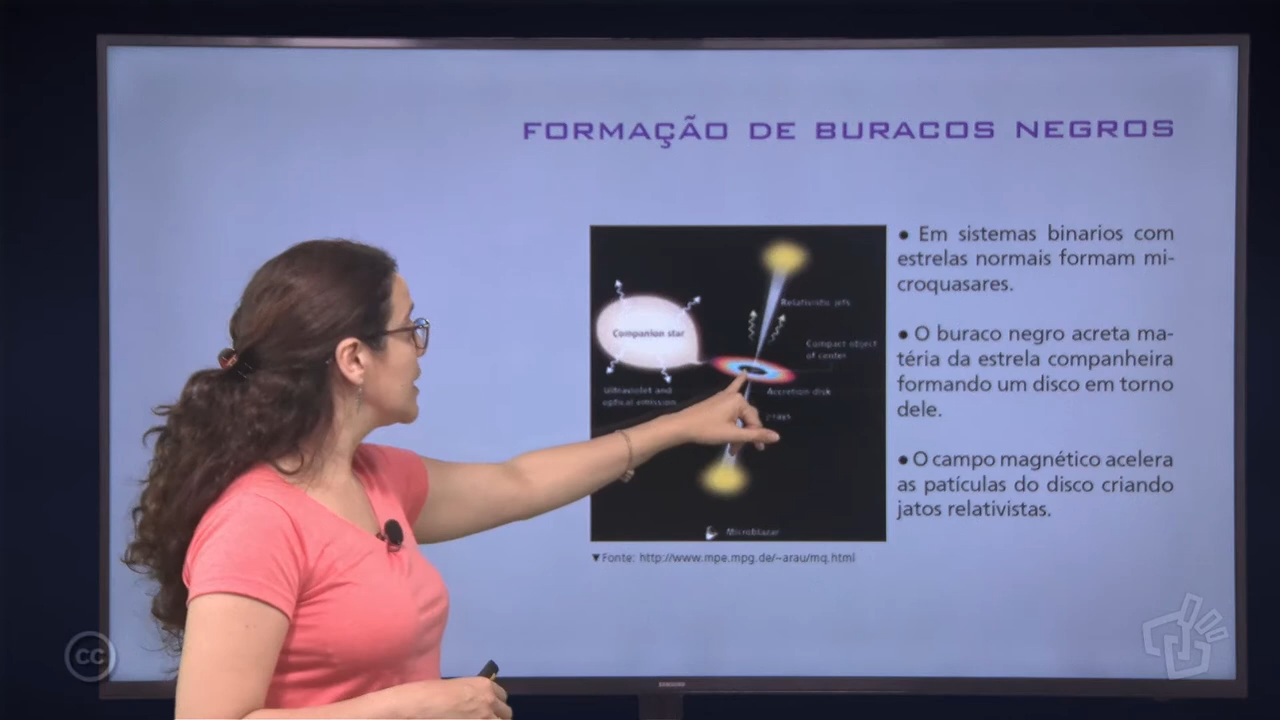 FORMAÇÃO DE BURACOS NEGROS
● Em sistemas binarios com
estrelas normais formam mi-
croquasares.
● O buraco negro acreta ma-
téria da estrela companheira
formando um disco em torno
dele.
● O campo magnético acelera
as patículas do disco criando
jatos relativistas.
Relativistic jets
Companion star
Compact object
of center
Ultraviolet and
optical emission
Accretion disk
Microblazar
▼Fonte: http://www.mpe.mpg.de/~arau/mq.html
cc
SAMSUNG